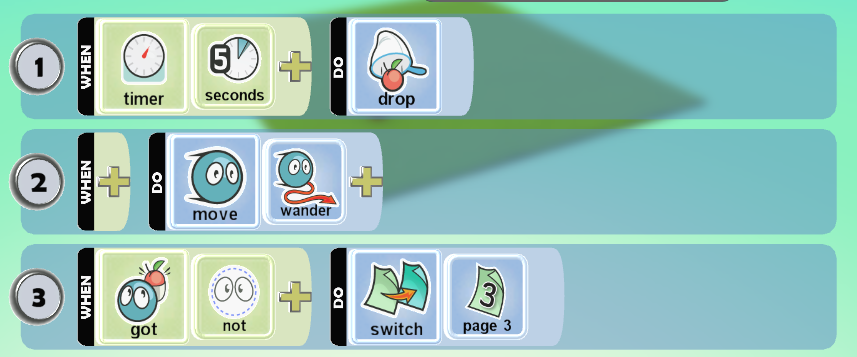 1 WHEN timer 5 seconds DO drop
2 WHEN DO move wander
3 WHEN got not DO switch 3 page 3